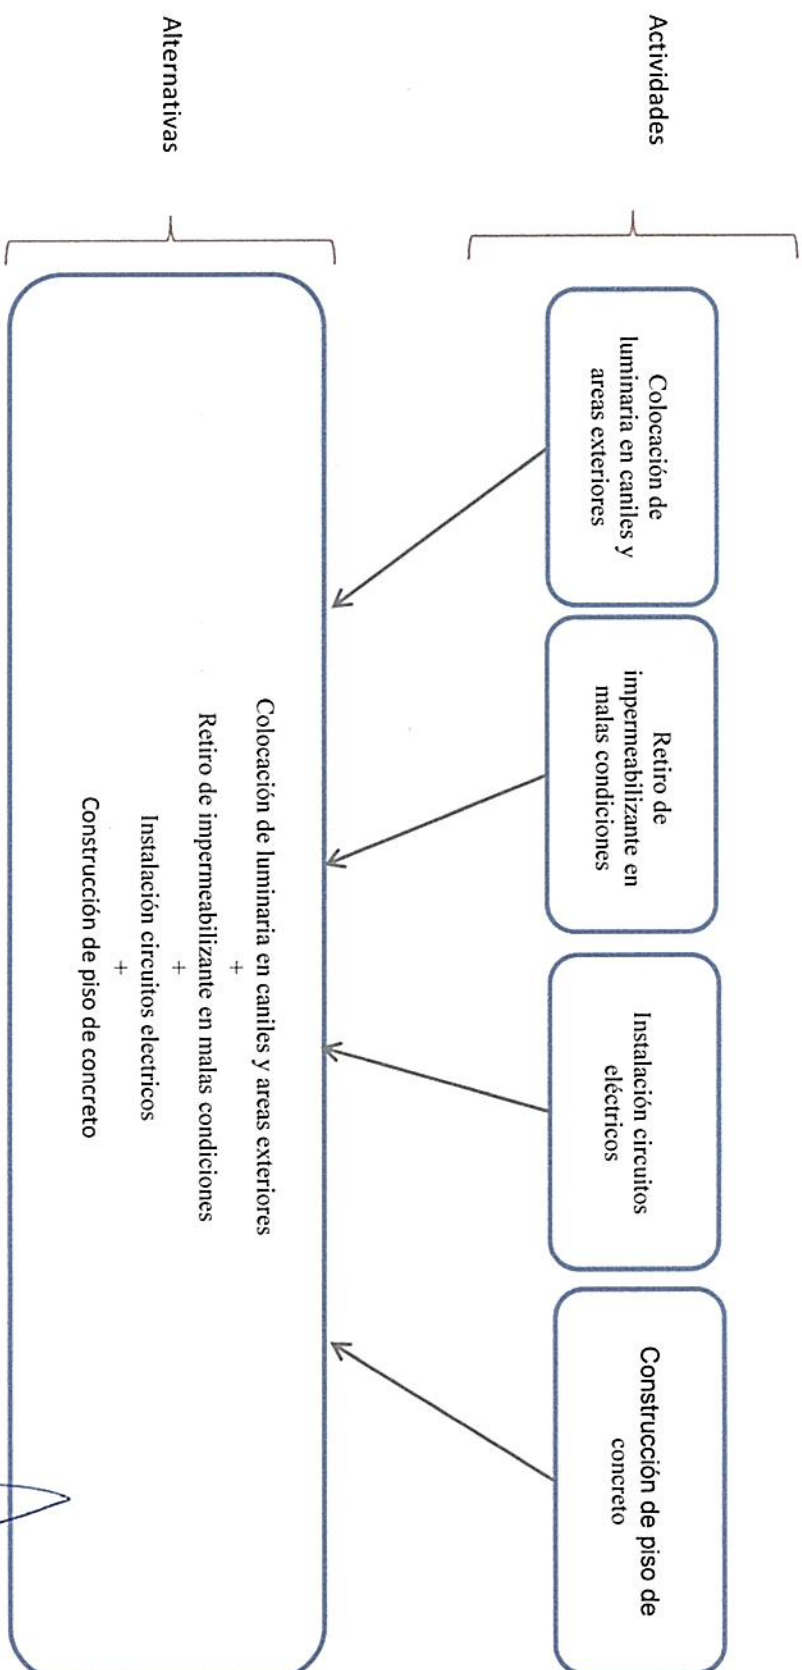 Actividades
Colocación de
luminaria en caniles y
areas exteriores
Retiro de
impermeabilizante en
malas condiciones
Instalación circuitos
eléctricos
Construcción de piso de
concreto
Alternativas
Colocación de luminaria en caniles y areas exteriores
+
Retiro de impermeabilizante en malas condiciones
+
Instalación circuitos electricos
+
Construcción de piso de concreto